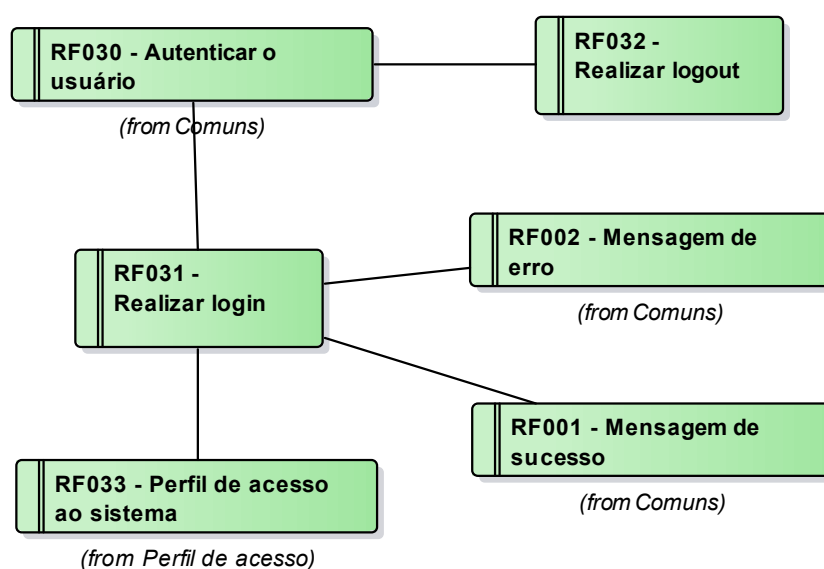 RF030 - Autenticar o
usuário
(from Comuns)
RF032 -
Realizar logout
RF031 -
Realizar login
RF002 - Mensagem de
erro
(from Comuns)
RF001 - Mensagem de
sucesso
(from Comuns)
RF033 - Perfil de acesso
ao sistema
(from Perfil de acesso)